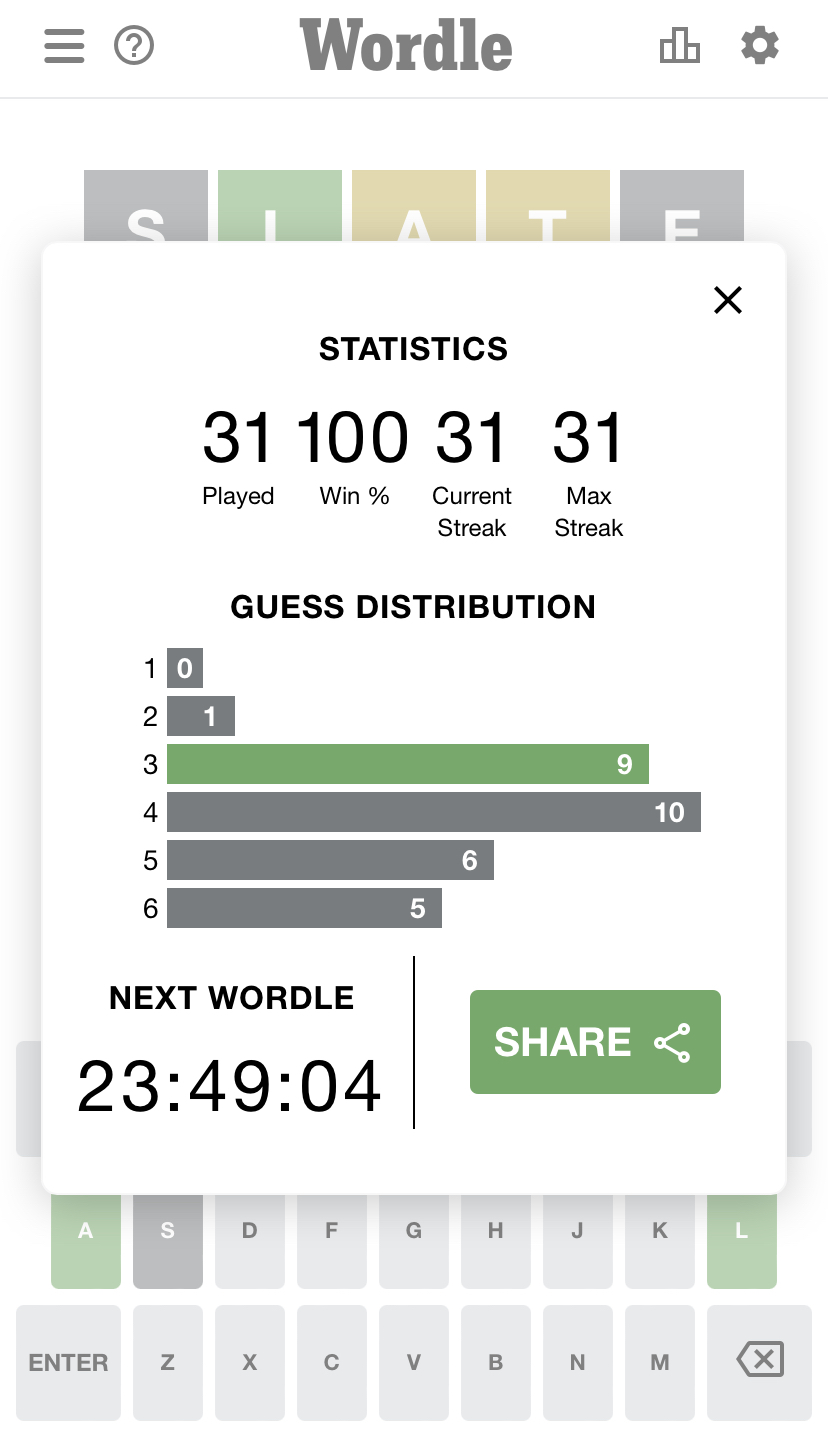 Wordle
S L A T E
STATISTICS
31 100 31 31
Played Win % Current Streak Max Streak
GUESS DISTRIBUTION
1 0
2 1
3 9
4 10
5 6
6 5
NEXT WORDLE
SHARE
23:49:04
A S D F G H J K L
ENTER Z X C V B N M